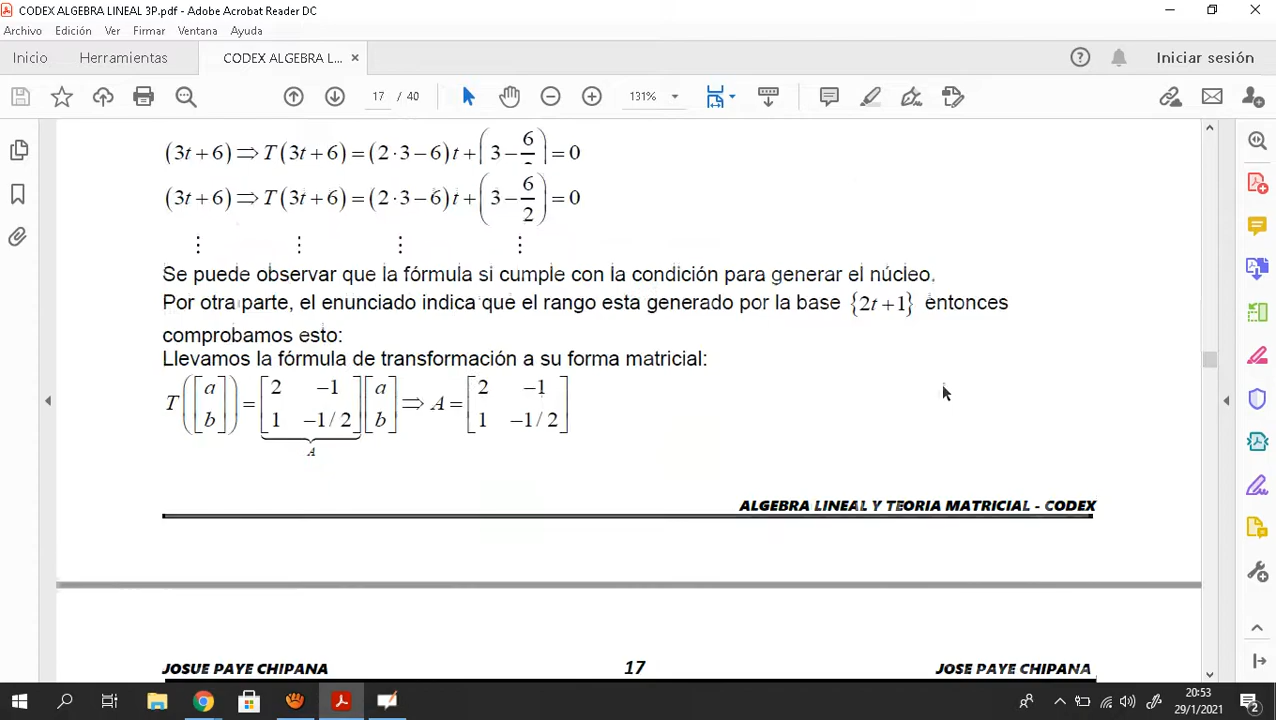 CODEX ALGEBRA LINEAL 3P.pdf - Adobe Acrobat Reader DC
Archivo Edición Ver Firmar Ventana Ayuda
Inicio Herramientas CODEX ALGEBRA L... × Iniciar sesión
17 / 40 131%
(3t+6)⇒T(3t+6)=(2·3−6)t+(3−6/2)=0
(3t+6)⇒T(3t+6)=(2·3−6)t+(3−6/2)=0
⋮ ⋮ ⋮ ⋮
Se puede observar que la fórmula si cumple con la condición para generar el núcleo.
Por otra parte, el enunciado indica que el rango esta generado por la base {2t+1} entonces
comprobamos esto:
Llevamos la fórmula de transformación a su forma matricial:
T([a b]) = [2 −1 1 −1/2] [a b] ⇒ A = [2 −1 1 −1/2]
A
ALGEBRA LINEAL Y TEORIA MATRICIAL - CODEX
JOSUE PAYE CHIPANA 17 JOSE PAYE CHIPANA
20:53
29/1/2021
2